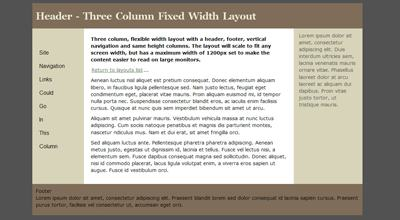 Header - Three Column Fixed Width Layout
Site
Navigation
Links
Could
Go
In
This
Column
Three column, flexible width layout with a header, footer, vertical
navigation and same height columns. The layout will scale to fit any
screen width, but has a maximum width of 1200px set to make the
content easier to read on large monitors.
Return to layouts list ...
Aenean luctus nisl aliquet est pretium consequat. Donec elementum aliquam
libero, in faucibus ligula pellentesque sed. Nam justo lectus, feugiat eget
condimentum eget, placerat vitae mauris. Proin aliquam euismod mi, id tempor
nulla porta nec. Suspendisse consectetur blandit eros, ac iaculis enim facilisis
cursus. Quisque at nunc quis sem imperdiet bibendum sit amet ut arcu.
In aliquam sit amet pulvinar mauris. Vestibulum vehicula massa at nunc luctus
adipiscing. Cum sociis natoque penatibus et magnis dis parturient montes,
nascetur ridiculus mus. Nam et dui erat, sit amet fringilla orci.
Sed aliquam luctus ante. Pellentesque pharetra pharetra adipiscing. Aenean
metus justo, egestas ut dignissim id, lacinia et tellus. Fusce vel lectus nisi, a
elementum sem. Fusce dapibus consequat magna sed sollicitudin. Donec aliquet,
nisi id commodo placerat, lacus ligula volutpat enim, a viverra eros sapien ut
augue. Fusce id tincidunt lorem.
Lorem ipsum dolor sit
amet, consectetur
adipiscing elit. Duis
interdum ultricies sem,
lacinia venenatis mauris
ornare vitae. Phasellus
laoreet dolor at arcu
laoreet ac aliquam dui
dapibus. Proin vitae
justo tortor, ut
tristique mauris.
Footer
Lorem ipsum dolor sit amet, consectetur adipiscing elit. Praesent blandit lorem sed dolor consequat id lacinia sapien cursus. Praesent
purus tortor, facilisis vel consectetur ut, accumsan eget orci.